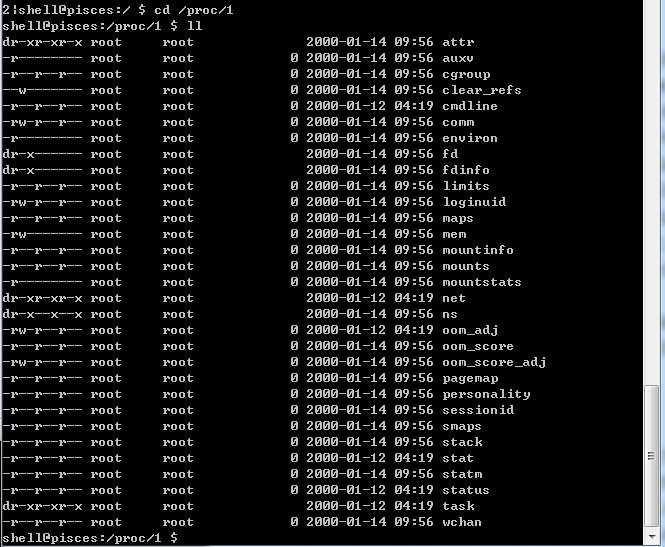 2|shell@pisces:/ $ cd /proc/1
shell@pisces:/proc/1 $ ll
dr-xr-xr-x root     root              2000-01-14 09:56 attr
-r-------- root     root            0 2000-01-14 09:56 auxv
-r--r--r-- root     root            0 2000-01-14 09:56 cgroup
--w------- root     root            0 2000-01-14 09:56 clear_refs
-r--r--r-- root     root            0 2000-01-12 04:19 cmdline
-rw-r--r-- root     root            0 2000-01-14 09:56 comm
-r-------- root     root            0 2000-01-14 09:56 environ
dr-x------ root     root              2000-01-14 09:56 fd
dr-x------ root     root              2000-01-14 09:56 fdinfo
-r--r--r-- root     root            0 2000-01-14 09:56 limits
-rw-r--r-- root     root            0 2000-01-14 09:56 loginuid
-r--r--r-- root     root            0 2000-01-14 09:56 maps
-rw------- root     root            0 2000-01-14 09:56 mem
-r--r--r-- root     root            0 2000-01-14 09:56 mountinfo
-r--r--r-- root     root            0 2000-01-14 09:56 mounts
-r-------- root     root            0 2000-01-14 09:56 mountstats
dr-xr-xr-x root     root              2000-01-12 04:19 net
dr-x--x--x root     root              2000-01-14 09:56 ns
-rw-r--r-- root     root            0 2000-01-12 04:19 oom_adj
-r--r--r-- root     root            0 2000-01-14 09:56 oom_score
-rw-r--r-- root     root            0 2000-01-14 09:56 oom_score_adj
-r--r--r-- root     root            0 2000-01-14 09:56 pagemap
-r--r--r-- root     root            0 2000-01-14 09:56 personality
-r--r--r-- root     root            0 2000-01-14 09:56 sessionid
-r--r--r-- root     root            0 2000-01-14 09:56 smaps
-r--r--r-- root     root            0 2000-01-14 09:56 stack
-r--r--r-- root     root            0 2000-01-12 04:19 stat
-r--r--r-- root     root            0 2000-01-14 09:56 statm
-r--r--r-- root     root            0 2000-01-12 04:19 status
dr-xr-xr-x root     root              2000-01-12 04:19 task
-r--r--r-- root     root            0 2000-01-14 09:56 wchan
shell@pisces:/proc/1 $